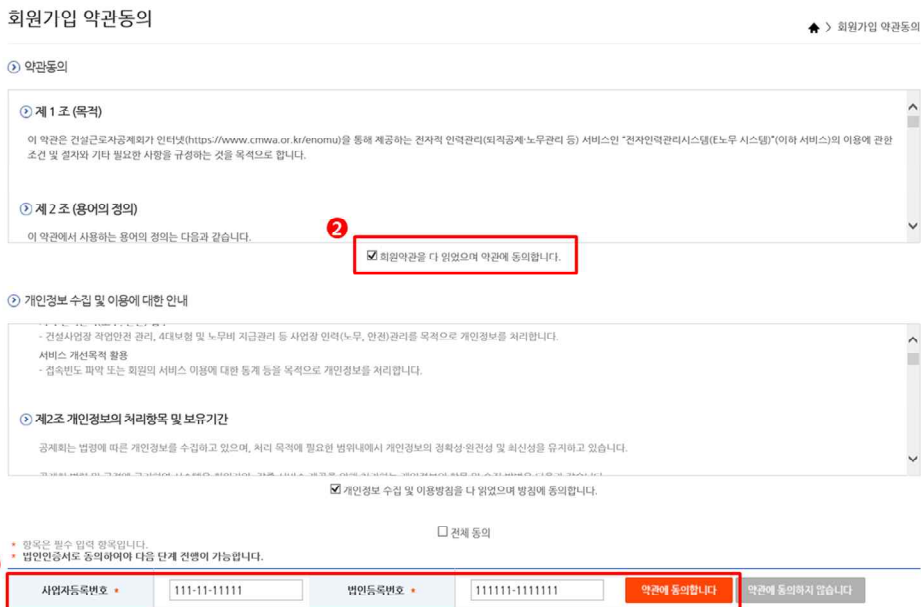 회원가입 약관동의
> 회원가입 약관동의
약관동의
제 1 조 (목적)
이 약관은 건설근로자공제회가 인터넷(https://www.cmwa.or.kr/enomu)을 통해 제공하는 전자적 인력관리(퇴직공제·노무관리 등) 서비스인 "전자인력관리시스템(E노무 시스템)"(이하 서비스)의 이용에 관한
조건 및 절차와 기타 필요한 사항을 규정하는 것을 목적으로 합니다.
제 2 조 (용어의 정의)
이 약관에서 사용하는 용어의 정의는 다음과 같습니다.
2
회원약관을 다 읽었으며 약관에 동의합니다.
개인정보 수집 및 이용에 대한 안내
- 건설사업장 작업안전 관리, 4대보험 및 노무비 지급관리 등 사업장 인력(노무, 안전)관리를 목적으로 개인정보를 처리합니다.
서비스 개선목적 활용
- 접속빈도 파악 또는 회원의 서비스 이용에 대한 통계 등을 목적으로 개인정보를 처리합니다.
제2조 개인정보의 처리항목 및 보유기간
공제회는 법령에 따른 개인정보를 수집하고 있으며, 처리 목적에 필요한 범위내에서 개인정보의 정확성·완전성 및 최신성을 유지하고 있습니다.
개인정보 수집 및 이용방침을 다 읽었으며 방침에 동의합니다.
전체 동의
* 항목은 필수 입력 항목입니다.
* 법인인증서로 동의하여야 다음 단계 진행이 가능합니다.
사업자등록번호 * 111-11-11111 법인등록번호 * 111111-1111111 약관에 동의합니다 약관에 동의하지 않습니다